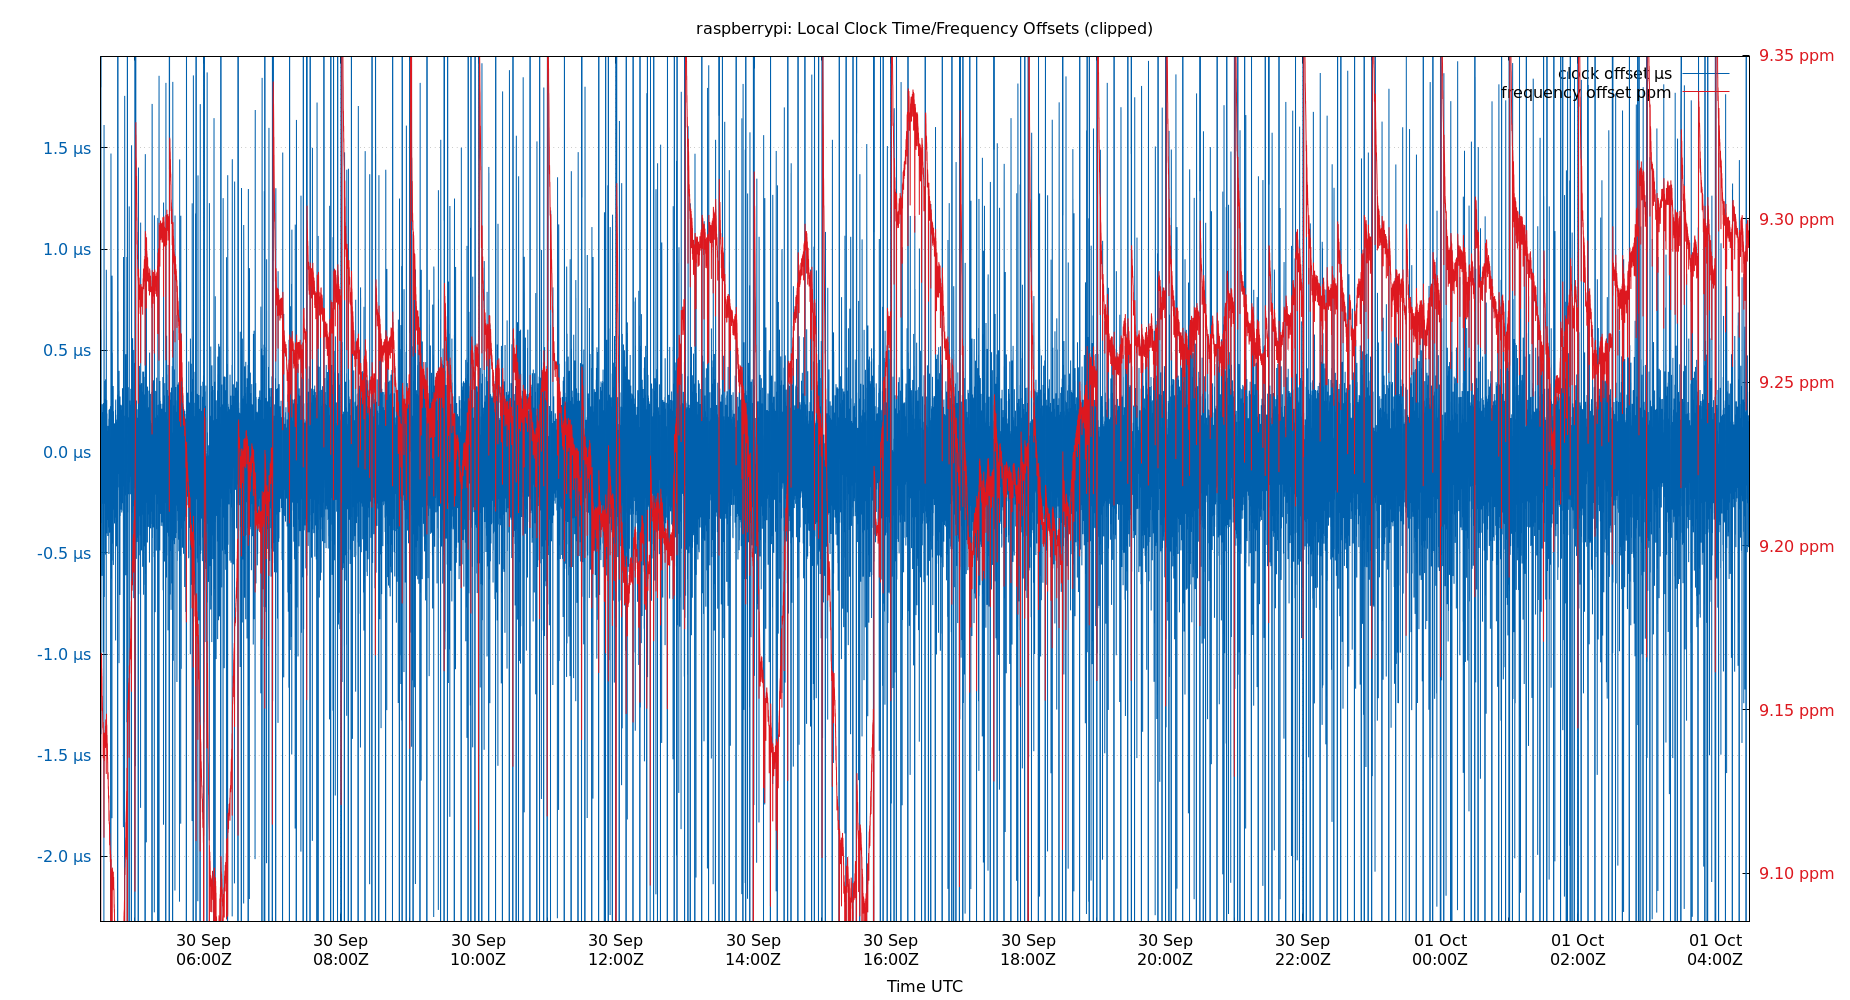 raspberrypi: Local Clock Time/Frequency Offsets (clipped)
9.35 ppm
clock offset µs
frequency offset ppm
1.5 µs
9.30 ppm
1.0 µs
0.5 µs
9.25 ppm
0.0 µs
-0.5 µs
9.20 ppm
-1.0 µs
9.15 ppm
-1.5 µs
-2.0 µs
9.10 ppm
30 Sep 30 Sep 30 Sep 30 Sep 30 Sep 30 Sep 30 Sep 30 Sep 30 Sep 01 Oct 01 Oct 01 Oct
06:00Z 08:00Z 10:00Z 12:00Z 14:00Z 16:00Z 18:00Z 20:00Z 22:00Z 00:00Z 02:00Z 04:00Z
Time UTC